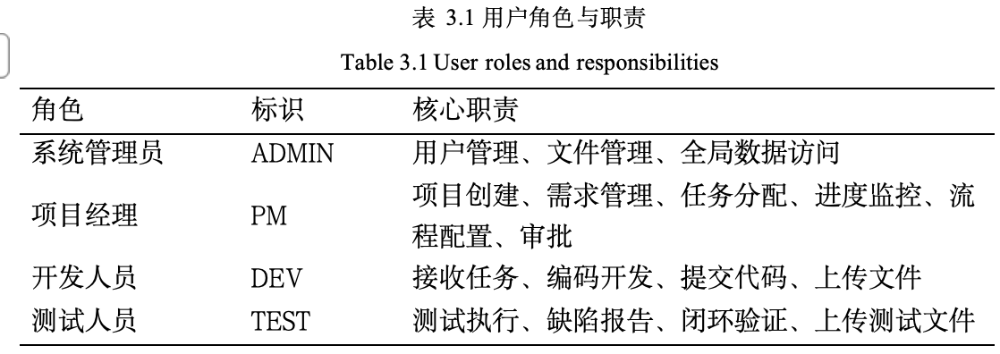 表 3.1 用户角色与职责
Table 3.1 User roles and responsibilities
角色 标识 核心职责
系统管理员 ADMIN 用户管理、文件管理、全局数据访问
项目经理 PM 项目创建、需求管理、任务分配、进度监控、流
程配置、审批
开发人员 DEV 接收任务、编码开发、提交代码、上传文件
测试人员 TEST 测试执行、缺陷报告、闭环验证、上传测试文件